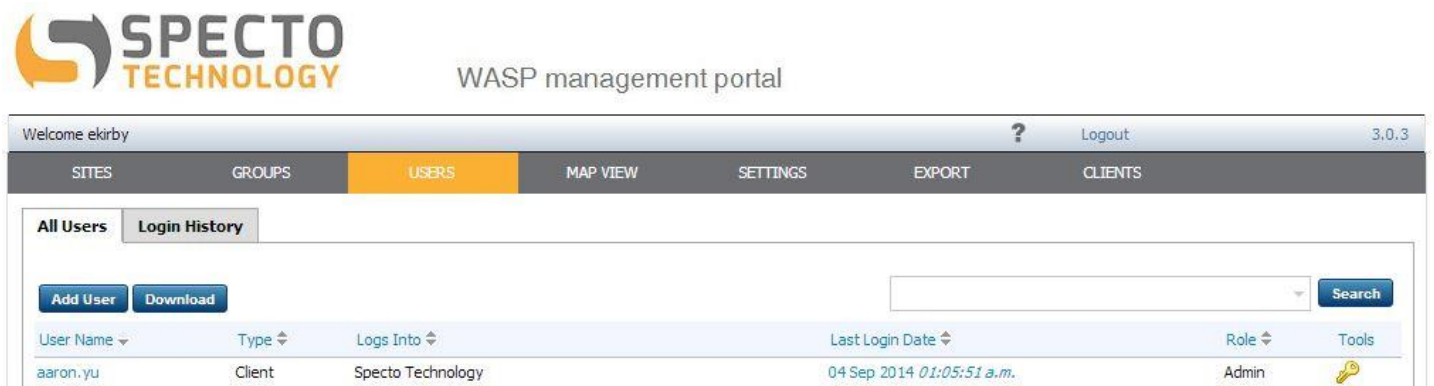 SPECTO
TECHNOLOGY
WASP management portal
Welcome ekirby ? Logout 3.0.3
SITES GROUPS USERS MAP VIEW SETTINGS EXPORT CLIENTS
All Users Login History
Add User Download Search
User Name Type Logs Into Last Login Date Role Tools
aaron.yu Client Specto Technology 04 Sep 2014 01:05:51 a.m. Admin